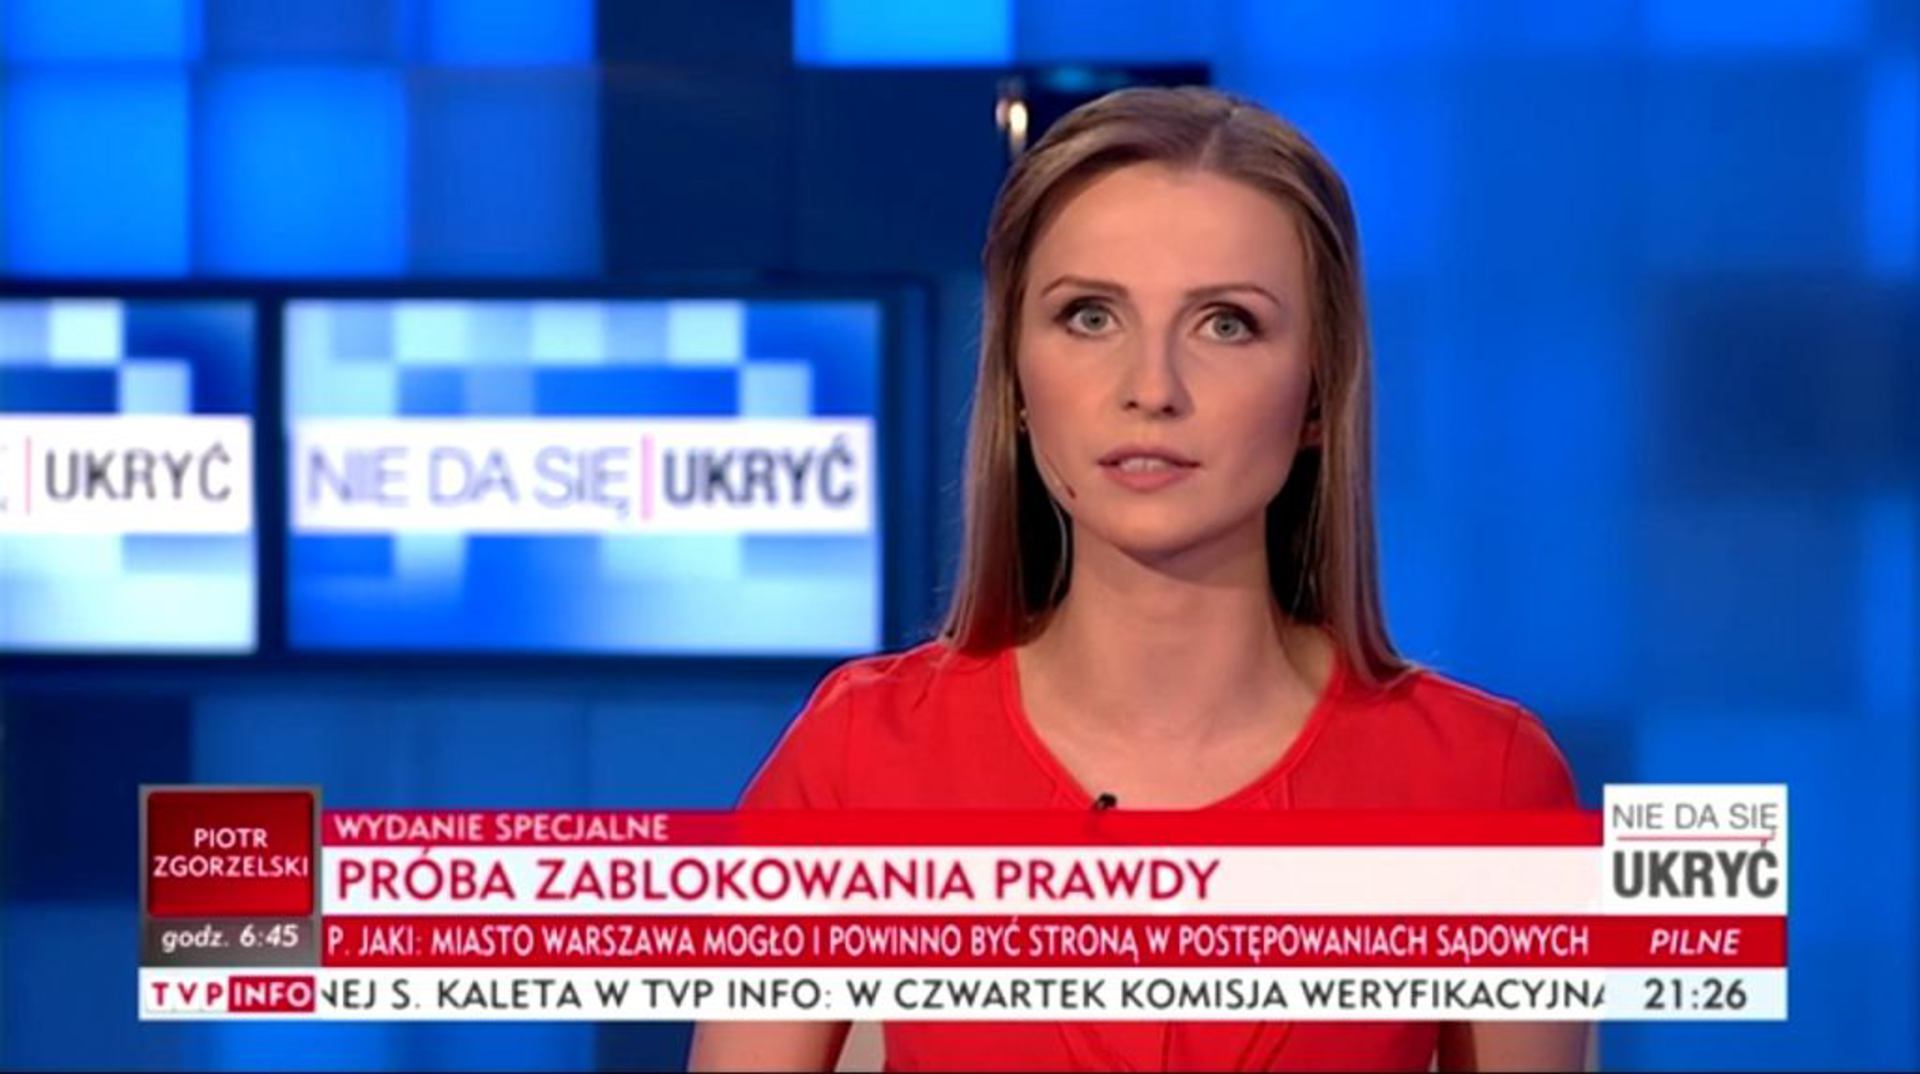 UKRYĆ
NIE DA SIĘ UKRYĆ
PIOTR
ZGORZELSKI
godz. 6:45
WYDANIE SPECJALNE
PRÓBA ZABLOKOWANIA PRAWDY
P. JAKI: MIASTO WARSZAWA MOGŁO I POWINNO BYĆ STRONĄ W POSTĘPOWANIACH SĄDOWYCH
NIE DA SIĘ
UKRYĆ
PILNE
TVP INFO
NEJ S. KALETA W TVP INFO: W CZWARTEK KOMISJA WERYFIKACYJNA
21:26